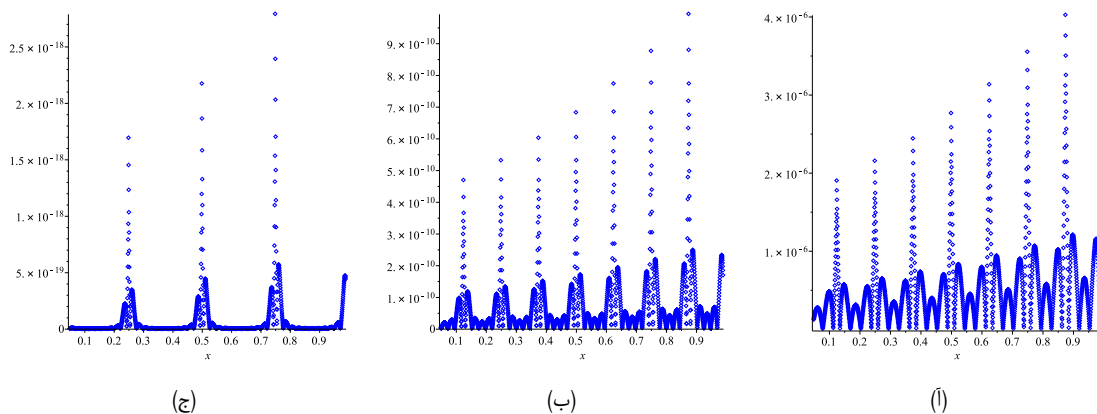 2.5 × 10⁻¹⁸
2. × 10⁻¹⁸
1.5 × 10⁻¹⁸
1. × 10⁻¹⁸
5. × 10⁻¹⁹
0
0.1 0.2 0.3 0.4 0.5 0.6 0.7 0.8 0.9
x
(ج)
9. × 10⁻¹⁰
8. × 10⁻¹⁰
7. × 10⁻¹⁰
6. × 10⁻¹⁰
5. × 10⁻¹⁰
4. × 10⁻¹⁰
3. × 10⁻¹⁰
2. × 10⁻¹⁰
1. × 10⁻¹⁰
0
0.1 0.2 0.3 0.4 0.5 0.6 0.7 0.8 0.9
x
(ب)
4. × 10⁻⁶
3. × 10⁻⁶
2. × 10⁻⁶
1. × 10⁻⁶
0.1 0.2 0.3 0.4 0.5 0.6 0.7 0.8 0.9
x
(آ)